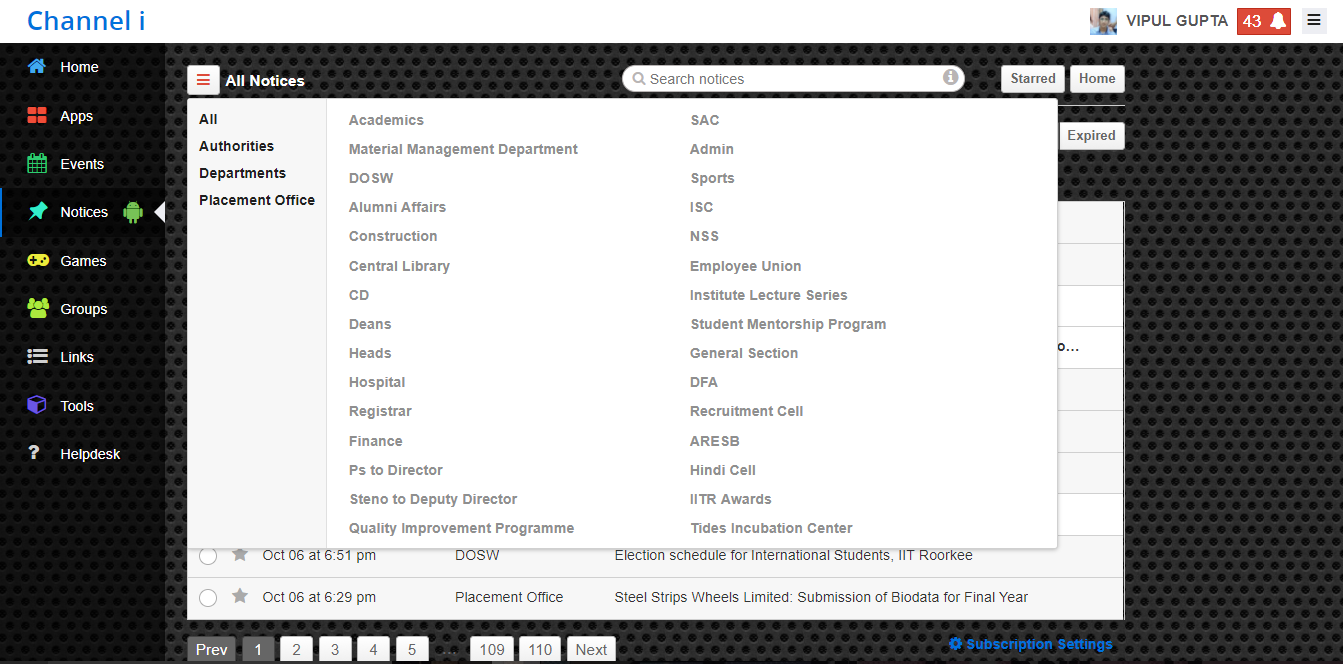 Channel i
VIPUL GUPTA 43
Home
Apps
Events
Notices
Games
Groups
Links
Tools
Helpdesk
All Notices
Search notices
Starred Home
Expired
All
Authorities
Departments
Placement Office
Academics
Material Management Department
DOSW
Alumni Affairs
Construction
Central Library
CD
Deans
Heads
Hospital
Registrar
Finance
Ps to Director
Steno to Deputy Director
Quality Improvement Programme
SAC
Admin
Sports
ISC
NSS
Employee Union
Institute Lecture Series
Student Mentorship Program
General Section
DFA
Recruitment Cell
ARESB
Hindi Cell
IITR Awards
Tides Incubation Center
o...
Oct 06 at 6:51 pm DOSW Election schedule for International Students, IIT Roorkee
Oct 06 at 6:29 pm Placement Office Steel Strips Wheels Limited: Submission of Biodata for Final Year
Prev 1 2 3 4 5 ... 109 110 Next
Subscription Settings